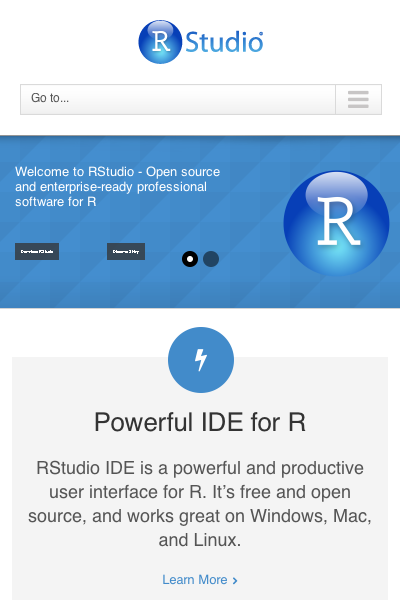 R Studio
Go to...
Welcome to RStudio - Open source
and enterprise-ready professional
software for R
Download RStudio
R
Powerful IDE for R
RStudio IDE is a powerful and productive
user interface for R. It’s free and open
source, and works great on Windows, Mac,
and Linux.
Learn More